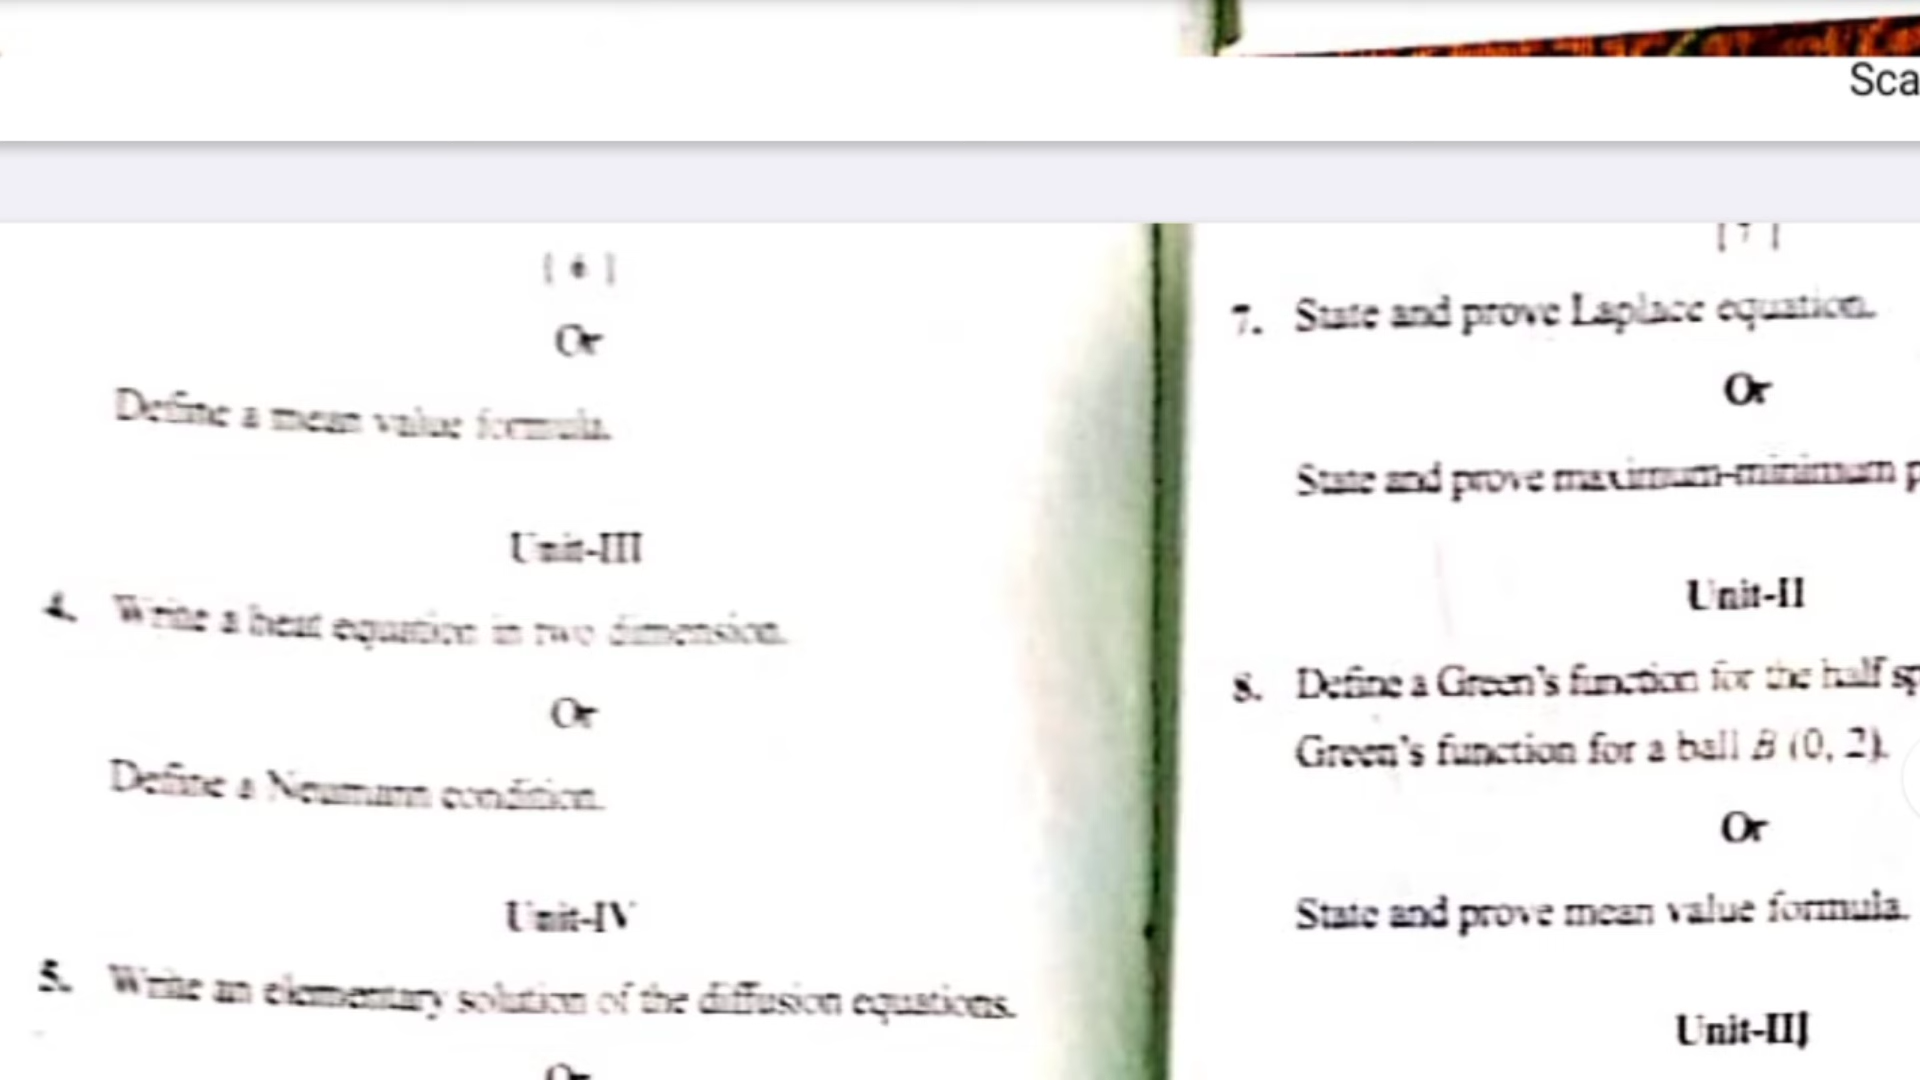 Sca
[ 6 ]
Or
Define a mean value formula.
Unit-III
4. Write a heat equation in two dimension.
Or
Define a Neumann condition.
Unit-IV
5. Write an elementary solution of the diffusion equations.
Or
[ 7 ]
7. State and prove Laplace equation.
Or
State and prove maximum-minimum p
Unit-II
8. Define a Green's function for the half sp
Green's function for a ball B (0, 2).
Or
State and prove mean value formula.
Unit-III